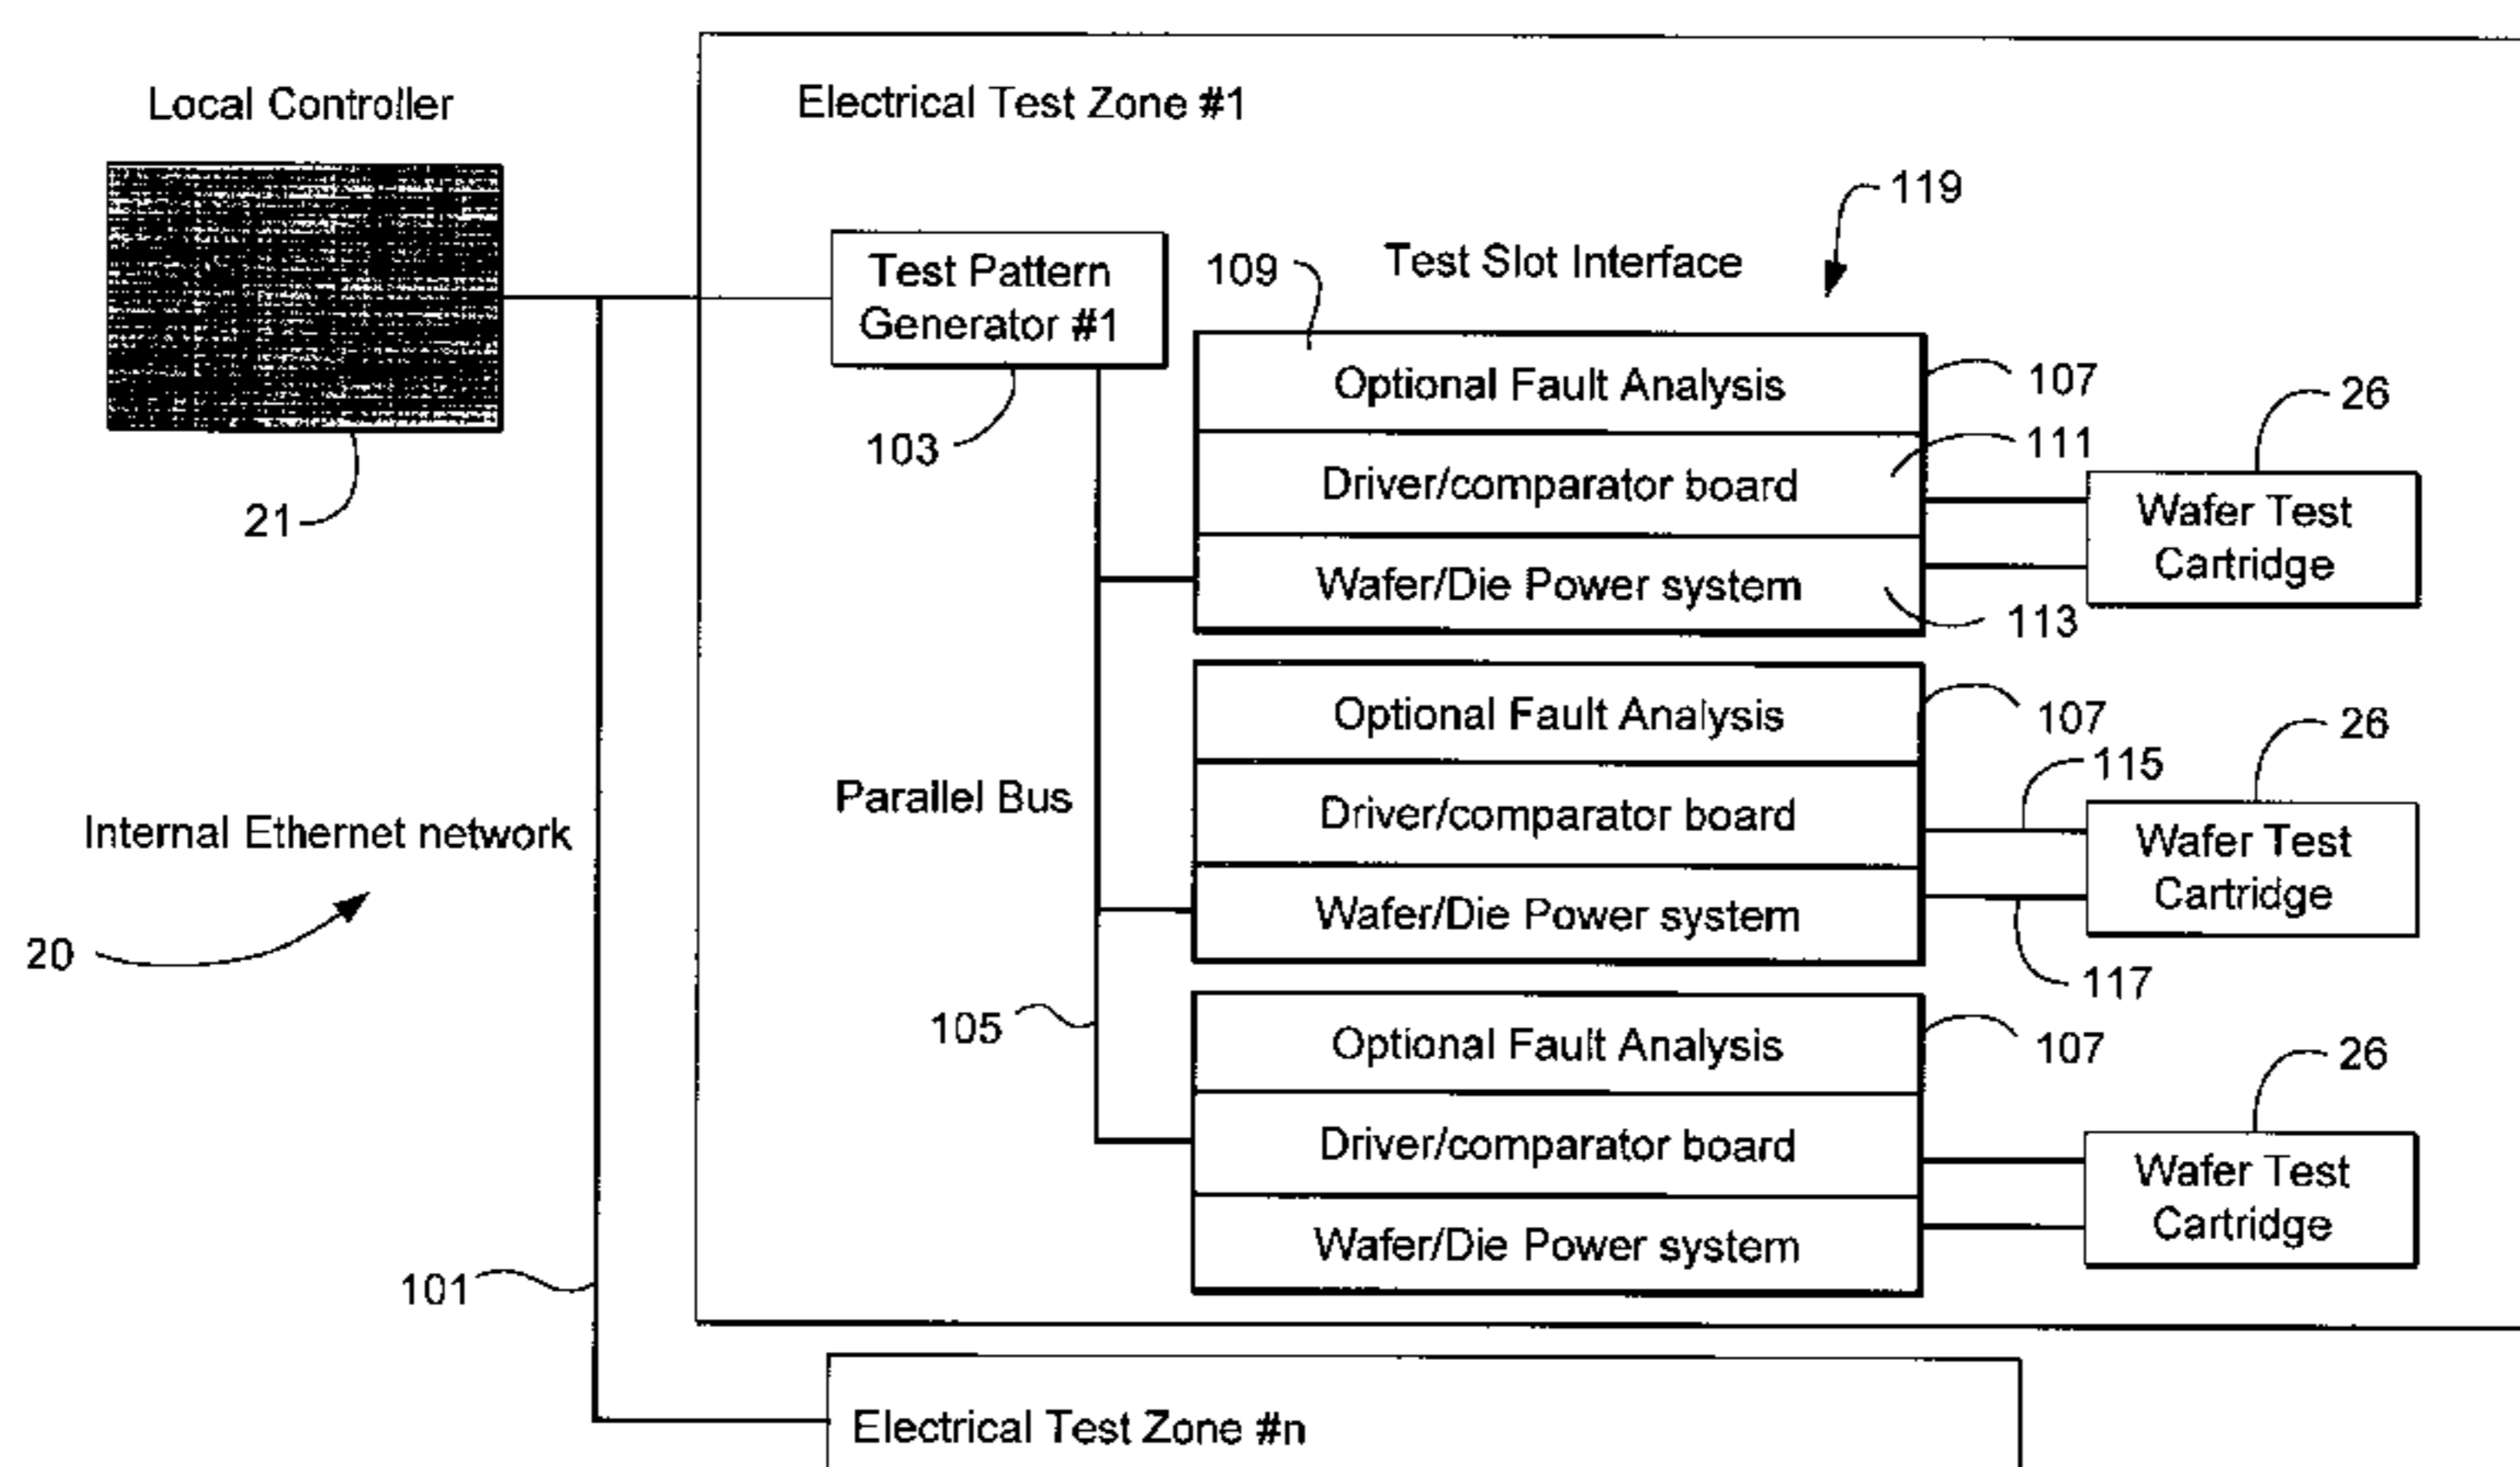 Local Controller
21
Electrical Test Zone #1
119
Test Pattern
Generator #1
103
Test Slot Interface
109
Optional Fault Analysis
107
Driver/comparator board
111
Wafer/Die Power system
113
26
Wafer Test
Cartridge
Parallel Bus
105
Optional Fault Analysis
107
Driver/comparator board
115
Wafer/Die Power system
117
26
Wafer Test
Cartridge
Optional Fault Analysis
107
Driver/comparator board
Wafer/Die Power system
26
Wafer Test
Cartridge
Internal Ethernet network
20
101
Electrical Test Zone #n